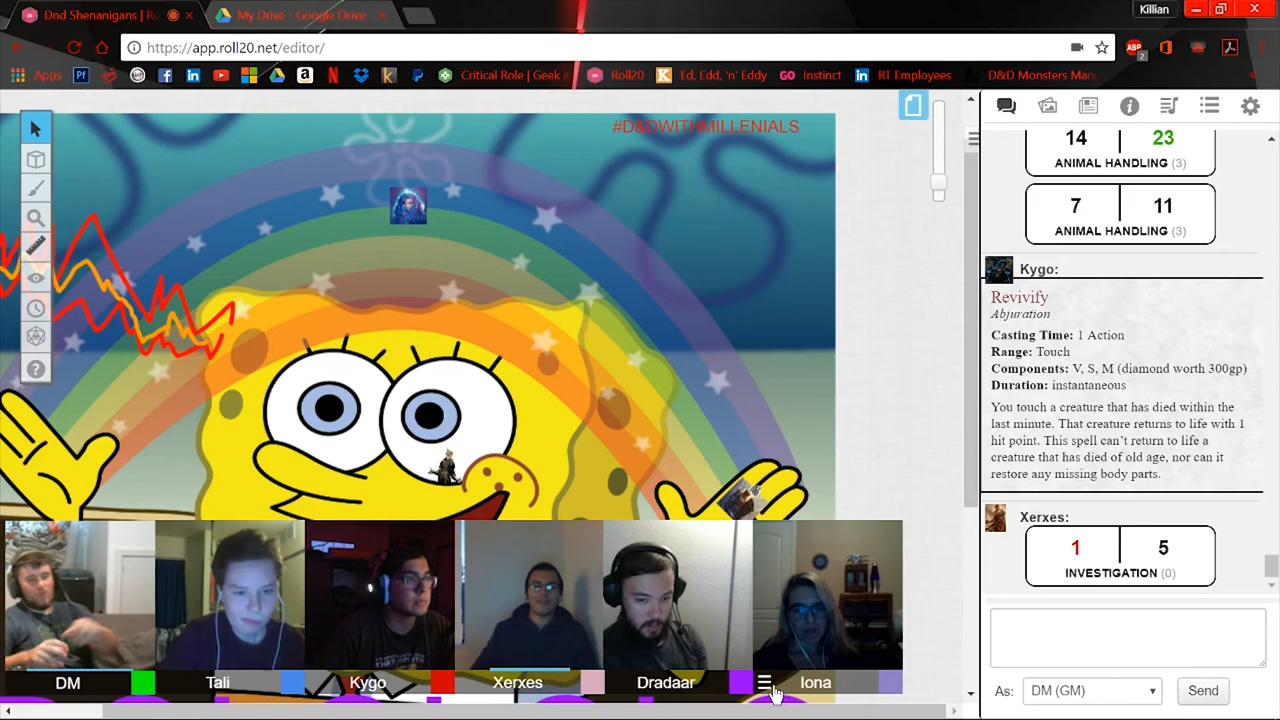 Dnd Shenanigans | Ro
My Drive - Google Drive
Killian
https://app.roll20.net/editor/
ABP
2
Apps
Critical Role | Geek a
Roll20
Ed, Edd, 'n' Eddy
GO Instinct
RT Employees
D&D Monsters Manu
#D&DWITHMILLENIALS
14 23
ANIMAL HANDLING (3)
7 11
ANIMAL HANDLING (3)
Kygo:
Revivify
Abjuration
Casting Time: 1 Action
Range: Touch
Components: V, S, M (diamond worth 300gp)
Duration: instantaneous
You touch a creature that has died within the
last minute. That creature returns to life with 1
hit point. This spell can't return to life a
creature that has died of old age, nor can it
restore any missing body parts.
Xerxes:
1 5
INVESTIGATION (0)
DM
Tali
Kygo
Xerxes
Dradaar
Iona
As:
DM (GM)
Send